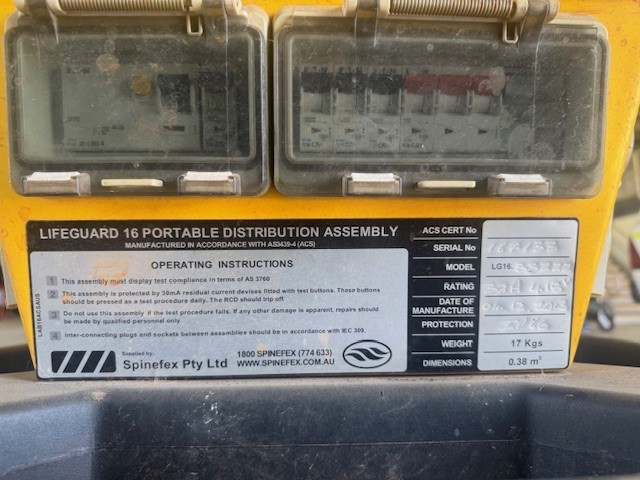 LIFEGUARD 16 PORTABLE DISTRIBUTION ASSEMBLY
MANUFACTURED IN ACCORDANCE WITH AS3439-4 (ACS)
OPERATING INSTRUCTIONS
1 This assembly must display test compliance in terms of AS 3760
2 This assembly is protected by 30mA residual current devices fitted with test buttons. These buttons
should be pressed as a test procedure daily. The RCD should trip off
3 Do not use this assembly if the test procedure fails. If any other damage is apparent, repairs should
be made by qualified personnel only
4 Inter-connecting plugs and sockets between assemblies should be in accordance with IEC 309.
Supplied by:
Spinefex Pty Ltd
1800 SPINEFEX (774 633)
WWW.SPINEFEX.COM.AU
LAB16ACSAUS
ACS CERT No
SERIAL No
MODEL LG16
RATING
DATE OF
MANUFACTURE
PROTECTION
WEIGHT 17 Kgs
DIMENSIONS 0.38 m³